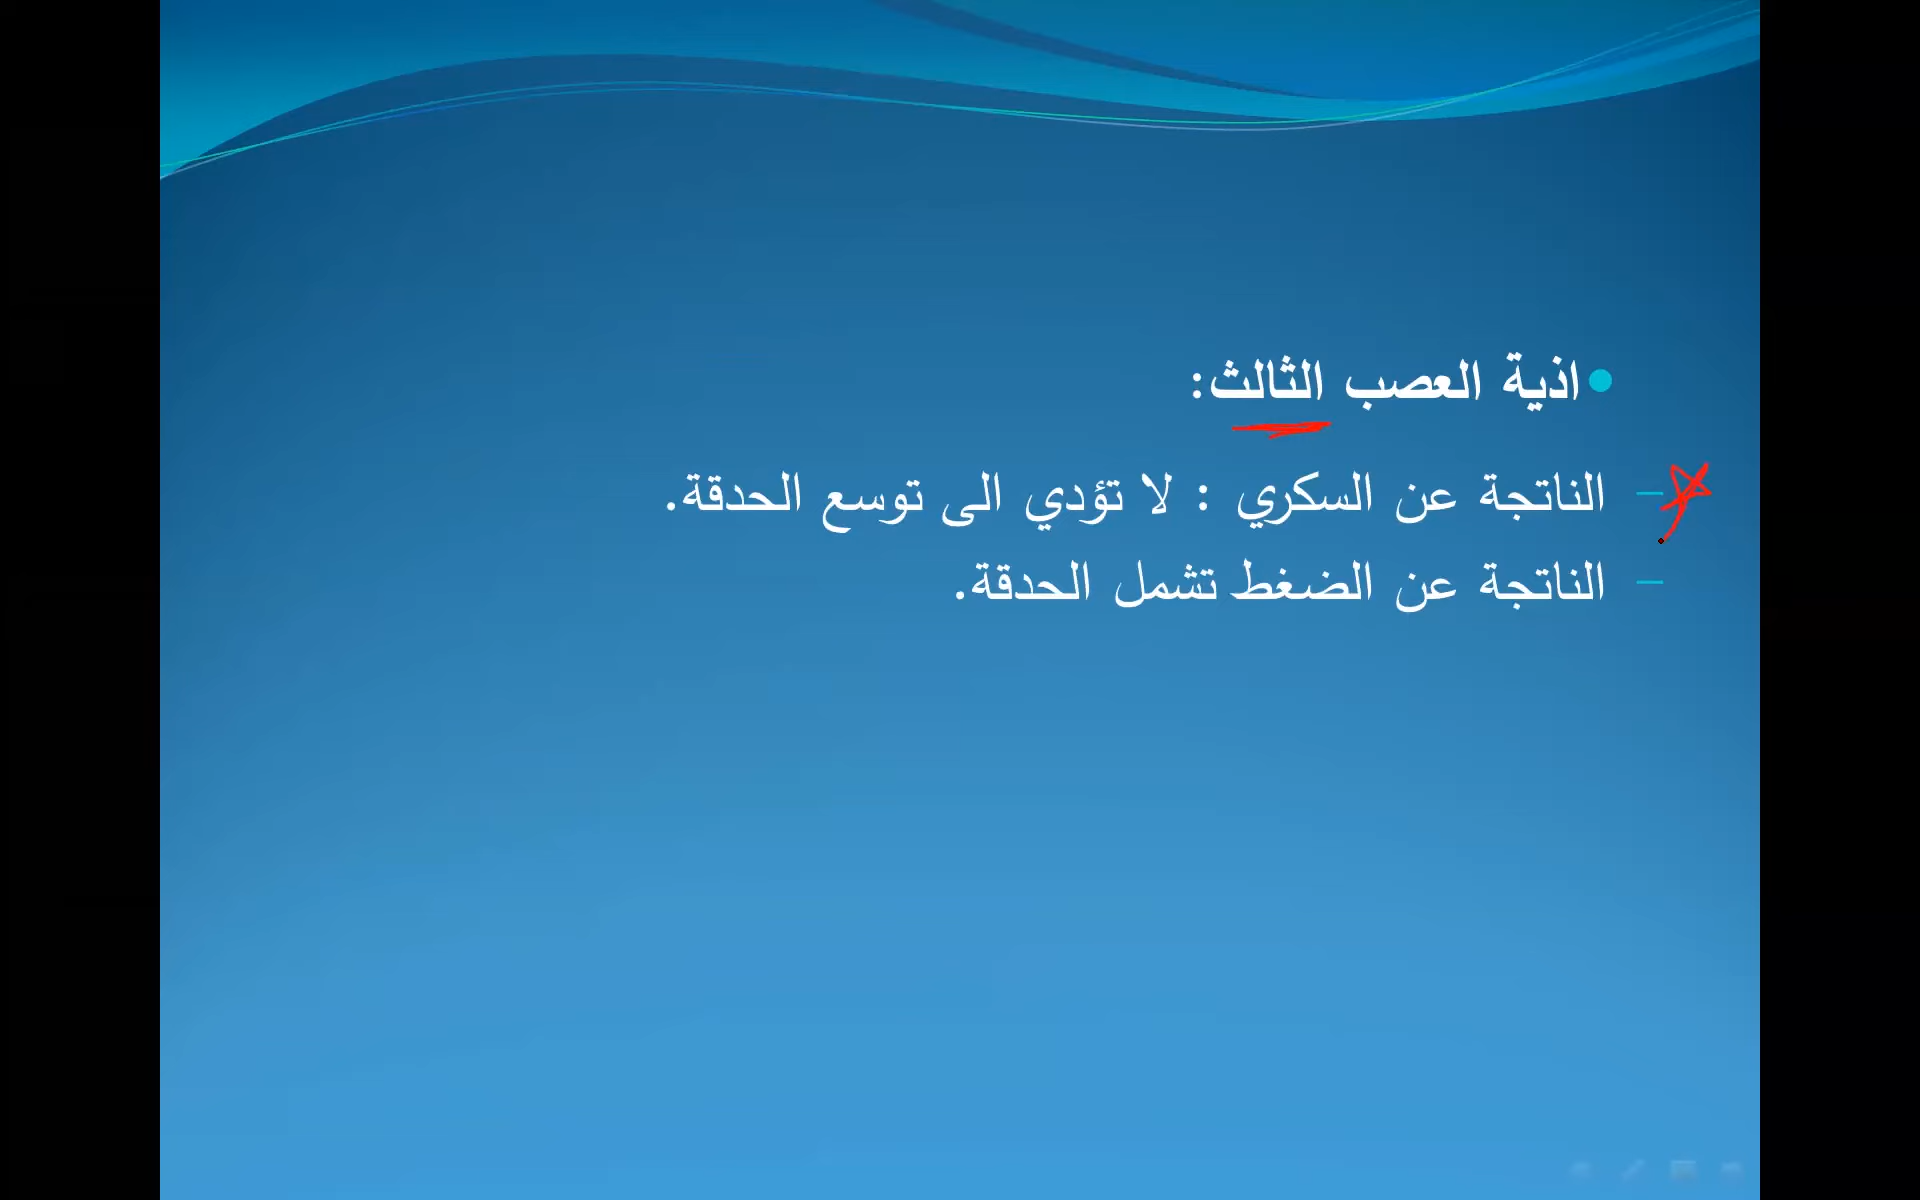 اذية العصب الثالث:
الناتجة عن السكري : لا تؤدي الى توسع الحدقة.
الناتجة عن الضغط تشمل الحدقة.